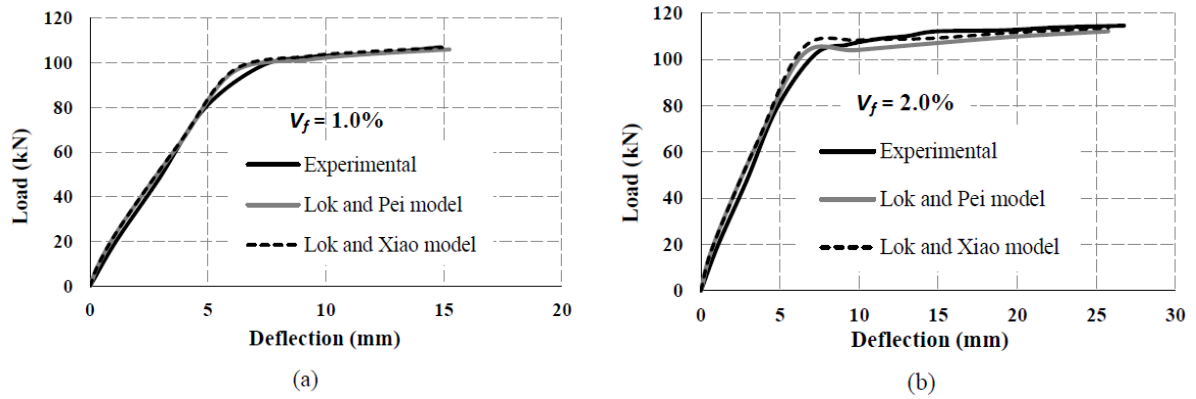 120
100
80
60
40
20
0
Load (kN)
V_f = 1.0%
Experimental
Lok and Pei model
Lok and Xiao model
0 5 10 15 20
Deflection (mm)
(a)
120
100
80
60
40
20
0
Load (kN)
V_f = 2.0%
Experimental
Lok and Pei model
Lok and Xiao model
0 5 10 15 20 25 30
Deflection (mm)
(b)